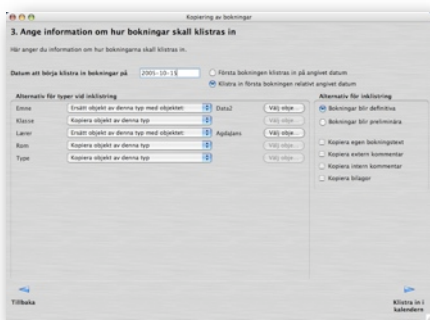 Kopiering av bokningar
3. Ange information om hur bokningar skall klistras in
Här anger du information om hur bokningarna skall klistras in.
Datum att börja klistra in bokningar på 2005-10-15
Första bokningen klistras in på angivet datum
Klistra in första bokningen relativt angivet datum
Alternativ för typer vid inklistring
Emne Ersätt objekt av denna typ med objektet: Data2 Välj obje...
Klasse Kopiera objekt av denna typ Välj obje...
Lærer Ersätt objekt av denna typ med objektet: AgdaJans Välj obje...
Rom Kopiera objekt av denna typ Välj obje...
Type Kopiera objekt av denna typ Välj obje...
Alternativ för inklistring
Bokningar blir definitiva
Bokningar blir preliminära
Kopiera egen bokningstext
Kopiera extern kommentar
Kopiera intern kommentar
Kopiera bilagor
Tillbaka
Klistra in i
kalendern